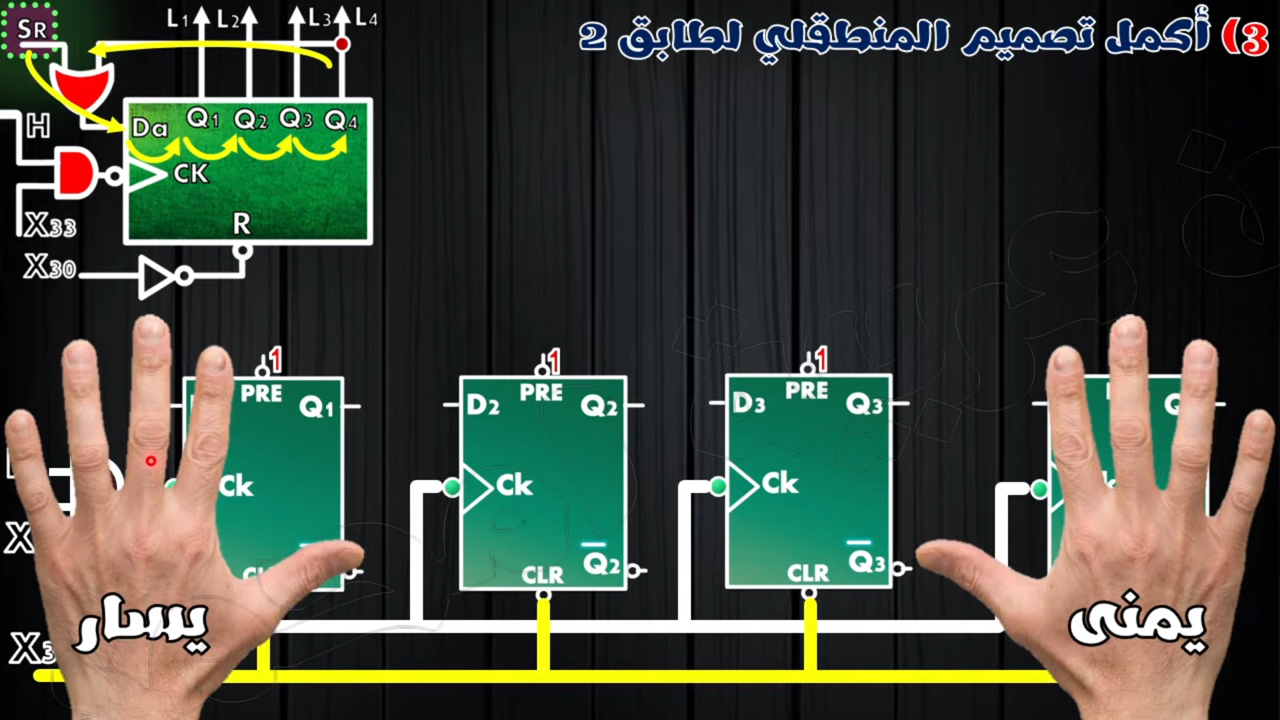 3) أكمل تصميم المنطقلي لطابق 2
SR
L1 L2 L3 L4
Da Q1 Q2 Q3 Q4
H
CK
X33
R
X30
1 1 1
PRE Q1
D2 PRE Q2
D3 PRE Q3
Ck Ck Ck
X
CLR Q2
CLR Q3
يسار
يمنى
X3